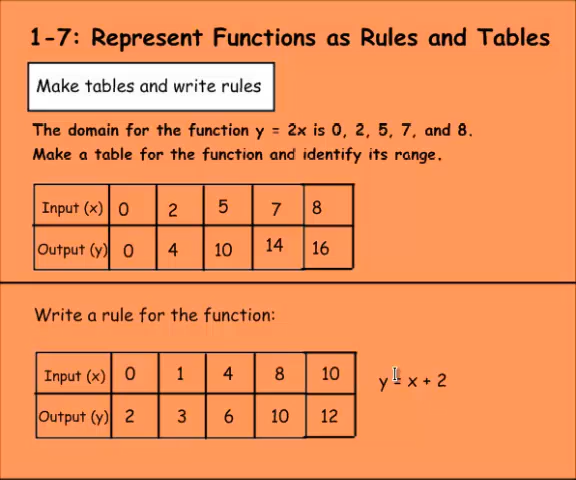 1-7: Represent Functions as Rules and Tables
Make tables and write rules
The domain for the function y = 2x is 0, 2, 5, 7, and 8.
Make a table for the function and identify its range.
Input (x) 0 2 5 7 8
Output (y) 0 4 10 14 16
Write a rule for the function:
Input (x) 0 1 4 8 10
y = x + 2
Output (y) 2 3 6 10 12